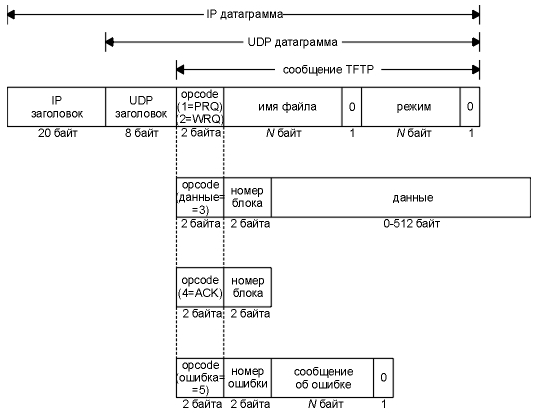 IP датаграмма
UDP датаграмма
сообщение TFTP
IP
заголовок
UDP
заголовок
opcode
(1=PRQ)
(2=WRQ)
имя файла
0
режим
0
20 байт
8 байт
2 байта
N байт
1
N байт
1
opcode
(данные=
=3)
номер
блока
данные
2 байта
2 байта
0-512 байт
opcode
(4=ACK)
номер
блока
2 байта
2 байта
opcode
(ошибка=
=5)
номер
ошибки
сообщение
об ошибке
0
2 байта
2 байта
N байт
1